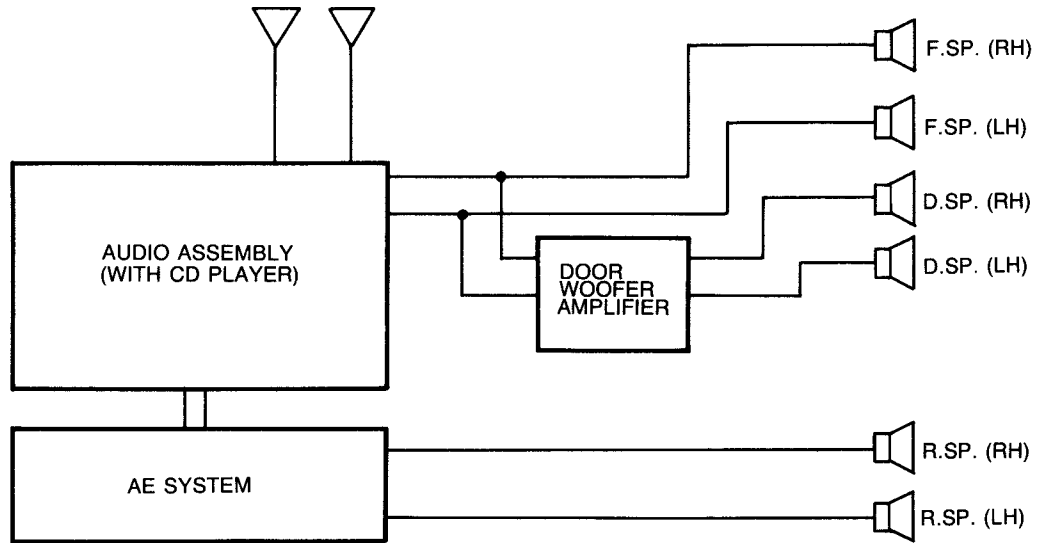 F.SP. (RH)
F.SP. (LH)
D.SP. (RH)
D.SP. (LH)
AUDIO ASSEMBLY
(WITH CD PLAYER)
DOOR
WOOFER
AMPLIFIER
AE SYSTEM
R.SP. (RH)
R.SP. (LH)